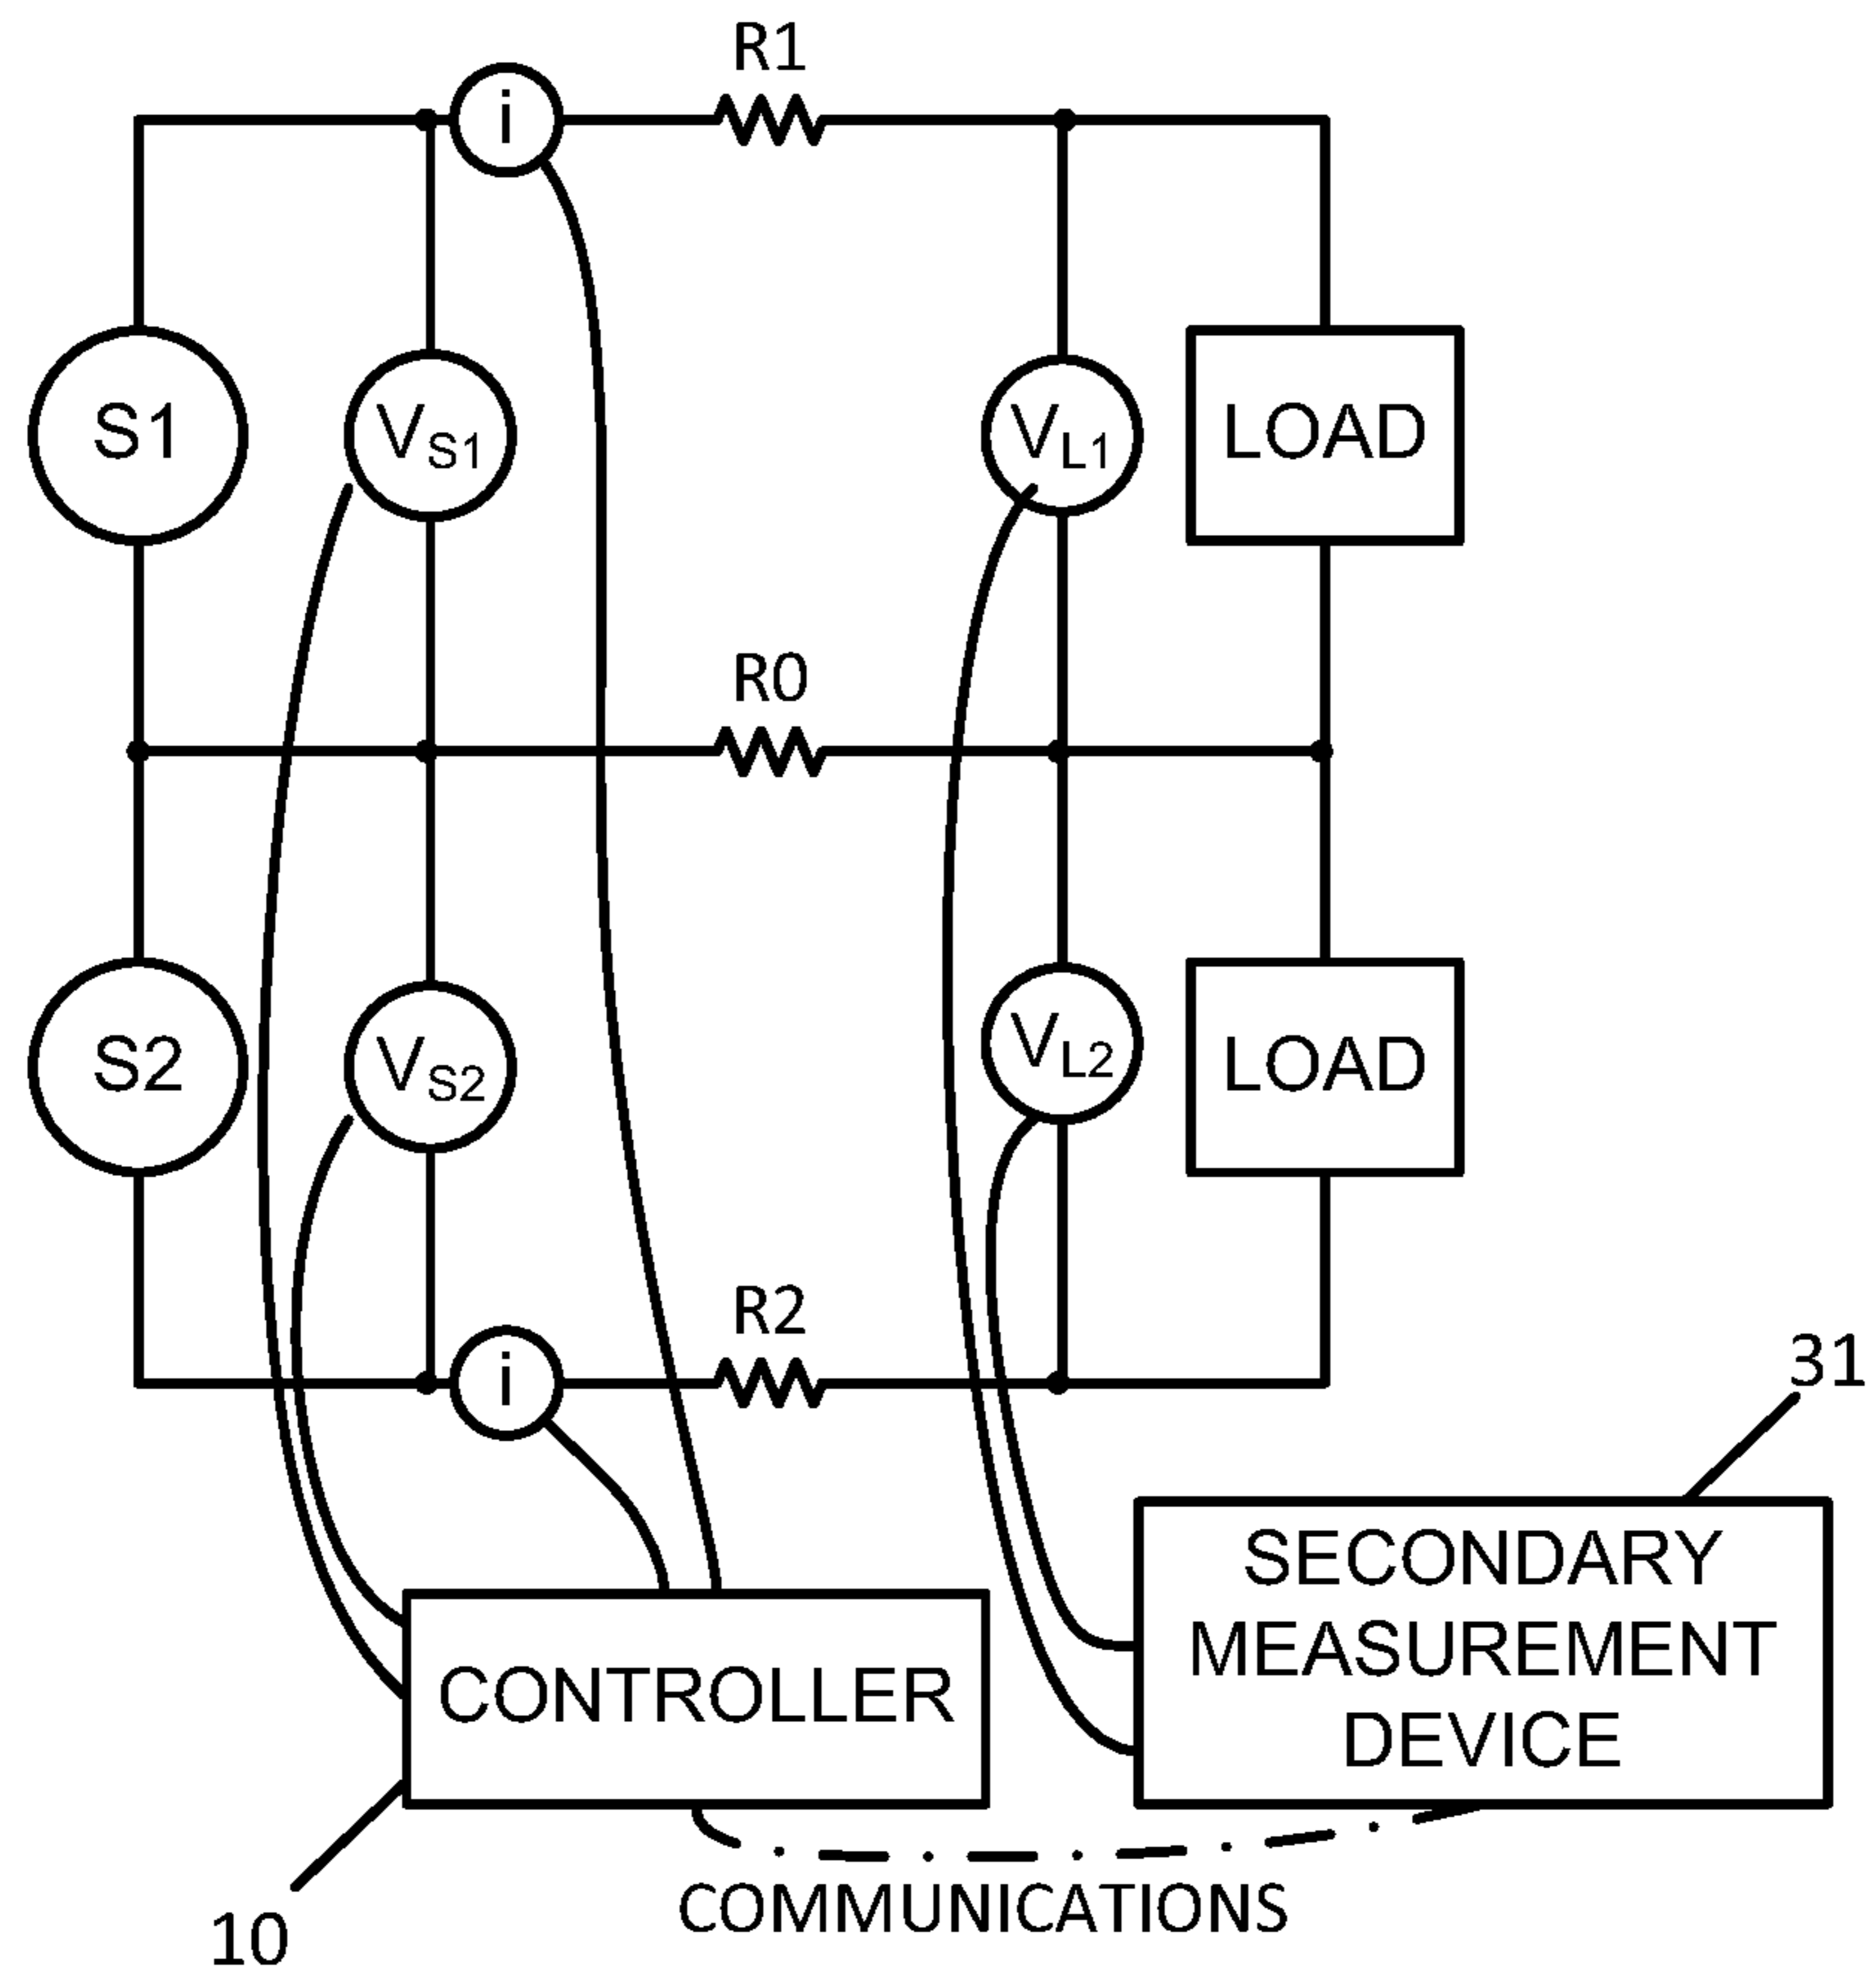 R1
i
S1
VS1
VL1
LOAD
R0
S2
VS2
VL2
LOAD
R2
i
31
SECONDARY
MEASUREMENT
DEVICE
CONTROLLER
10
COMMUNICATIONS